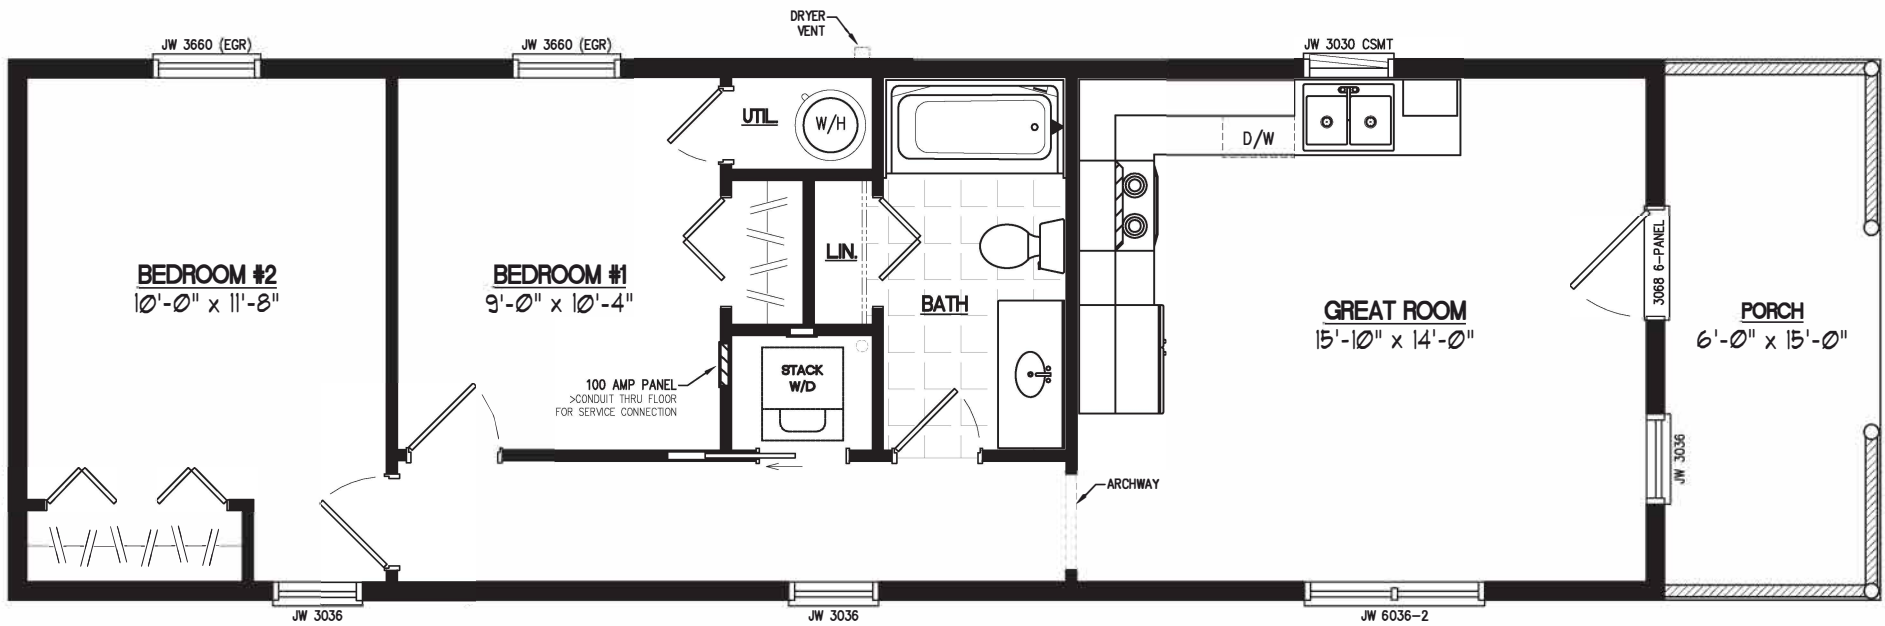 DRYER
VENT
JW 3660 (EGR)
JW 3660 (EGR)
JW 3030 CSMT
UTIL.
W/H
D/W
LIN.
3068 6-PANEL
BEDROOM #2
10'-0" x 11'-8"
BEDROOM #1
9'-0" x 10'-4"
BATH
GREAT ROOM
15'-10" x 14'-0"
PORCH
6'-0" x 15'-0"
STACK
W/D
100 AMP PANEL
>CONDUIT THRU FLOOR
FOR SERVICE CONNECTION
JW 3036
ARCHWAY
JW 3036
JW 3036
JW 6036-2